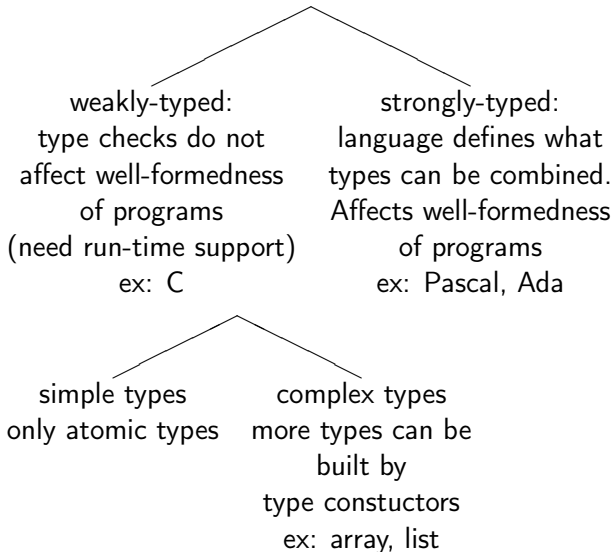 weakly-typed:
type checks do not
affect well-formedness
of programs
(need run-time support)
ex: C
strongly-typed:
language defines what
types can be combined.
Affects well-formedness
of programs
ex: Pascal, Ada
simple types
only atomic types
complex types
more types can be
built by
type constuctors
ex: array, list